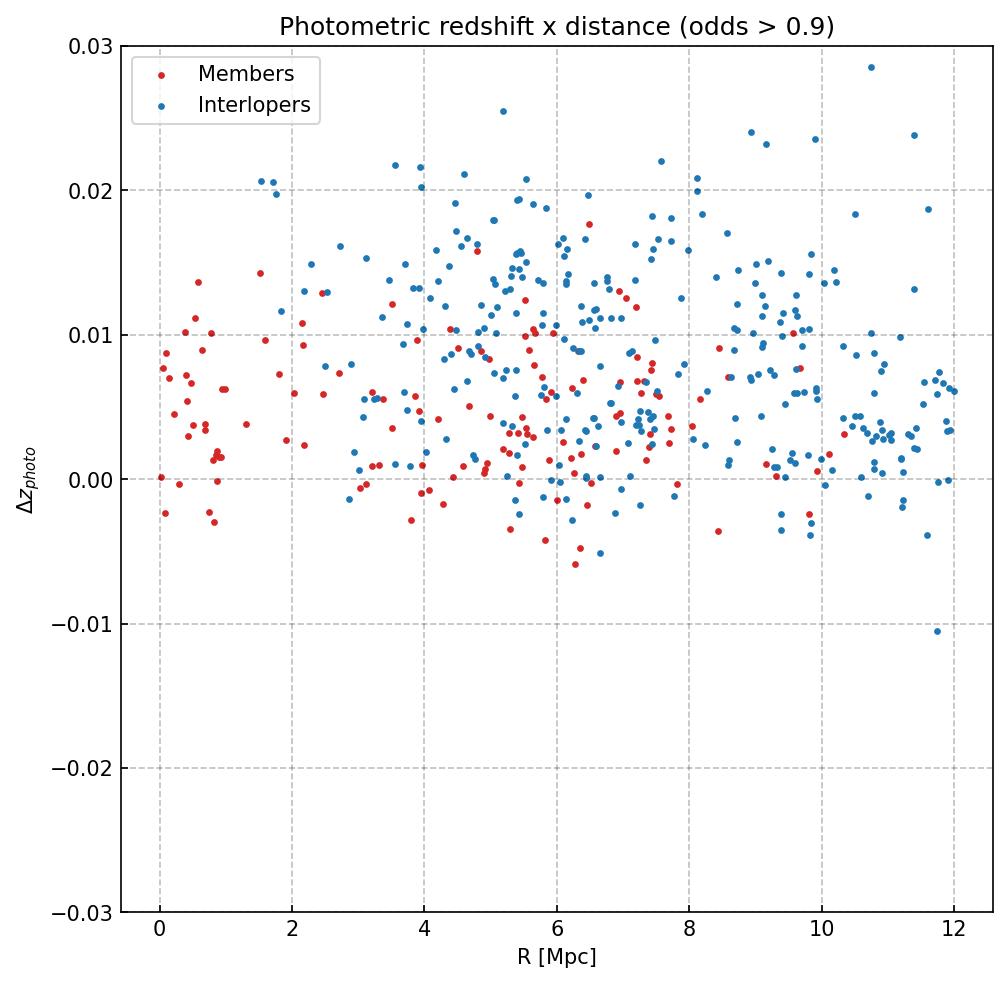 Photometric redshift x distance (odds > 0.9)
Members
Interlopers
0.03
0.02
0.01
0.00
−0.01
−0.02
−0.03
Δz_photo
0 2 4 6 8 10 12
R [Mpc]